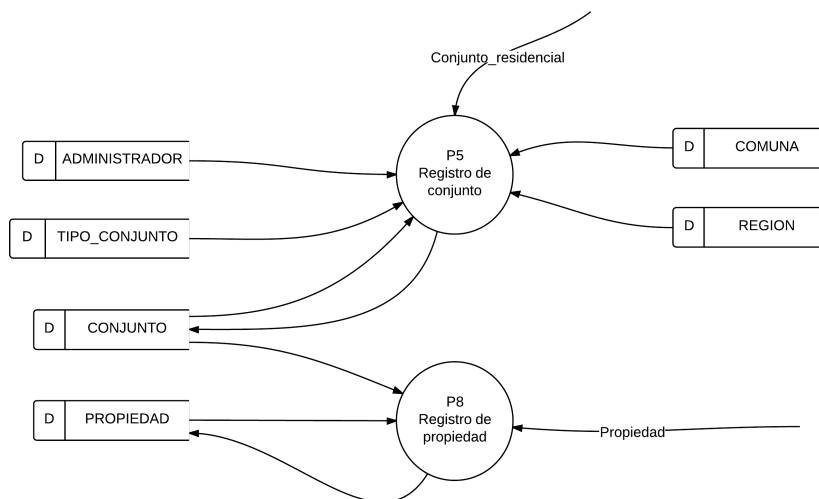 Conjunto_residencial
D ADMINISTRADOR
P5
Registro de
conjunto
D COMUNA
D TIPO_CONJUNTO
D REGION
D CONJUNTO
D PROPIEDAD
P8
Registro de
propiedad
Propiedad